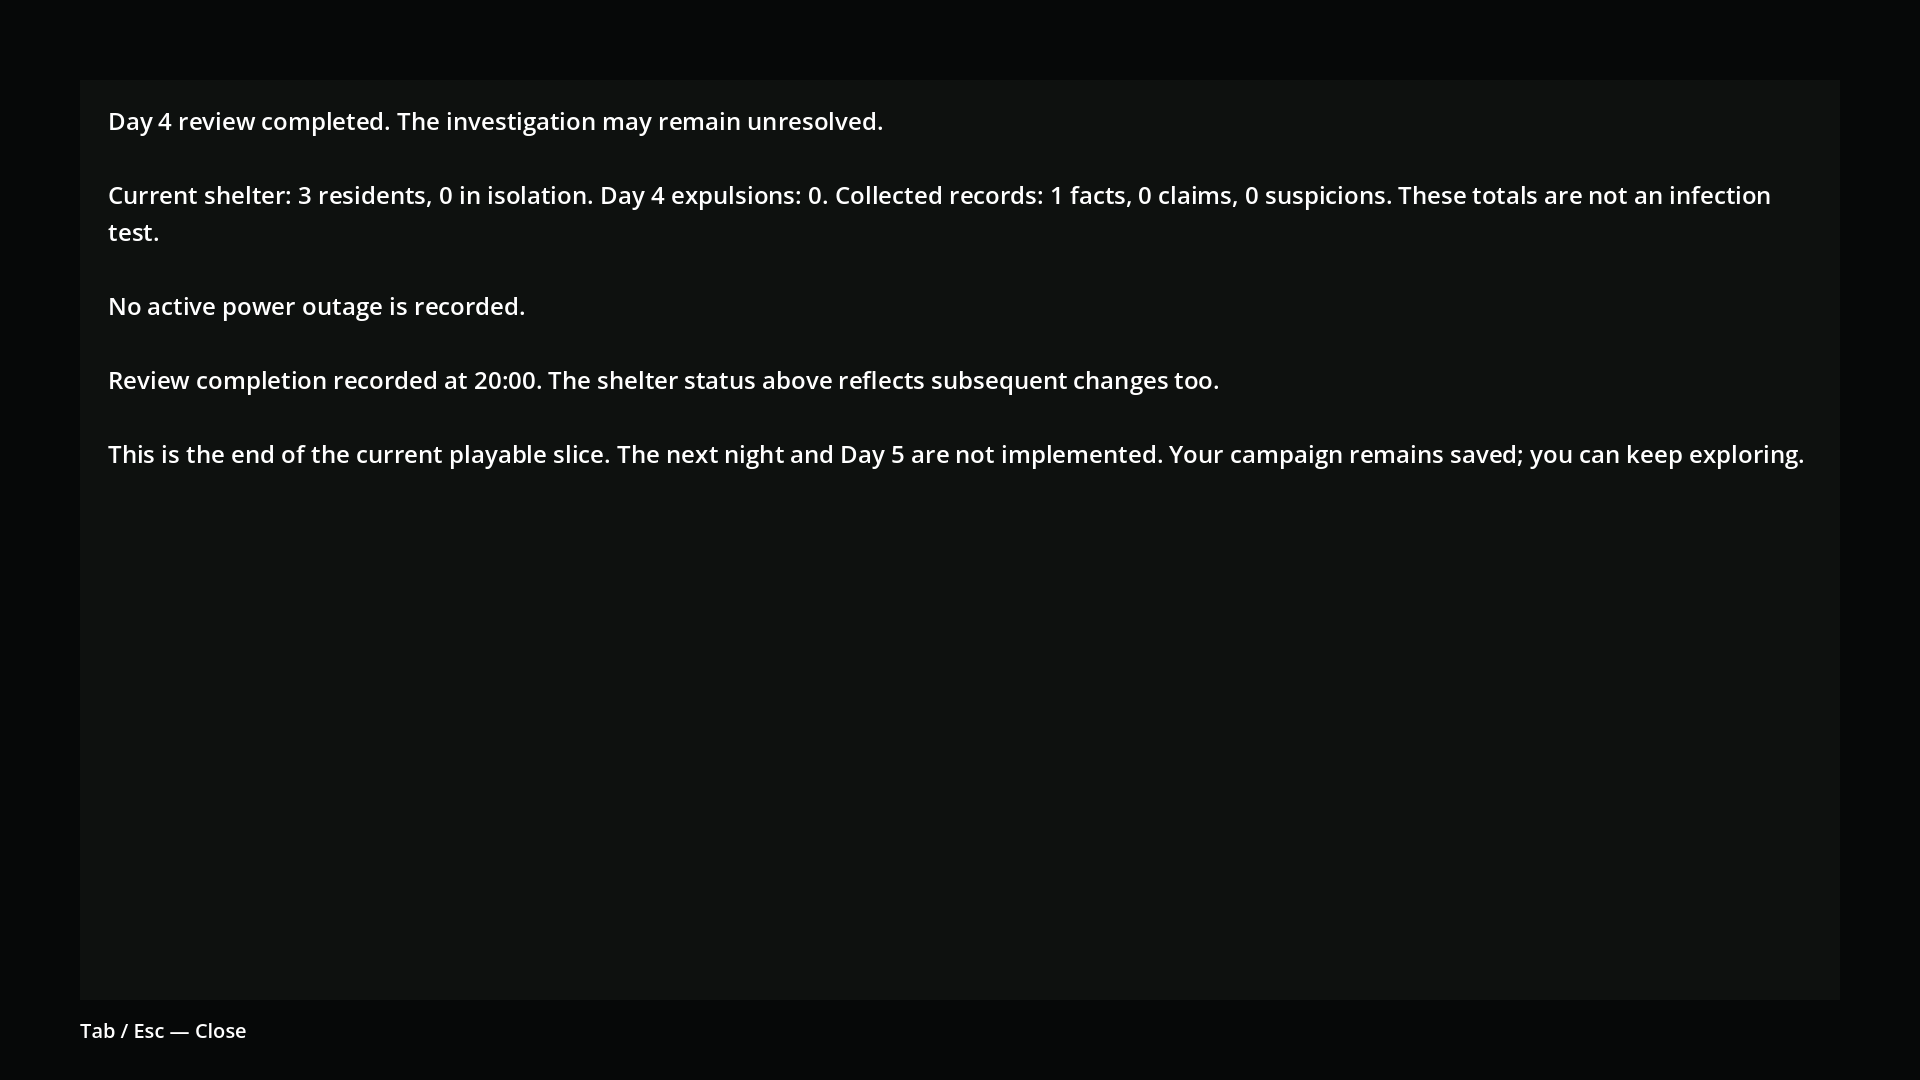 Day 4 review completed. The investigation may remain unresolved.
Current shelter: 3 residents, 0 in isolation. Day 4 expulsions: 0. Collected records: 1 facts, 0 claims, 0 suspicions. These totals are not an infection
test.
No active power outage is recorded.
Review completion recorded at 20:00. The shelter status above reflects subsequent changes too.
This is the end of the current playable slice. The next night and Day 5 are not implemented. Your campaign remains saved; you can keep exploring.
Tab / Esc — Close